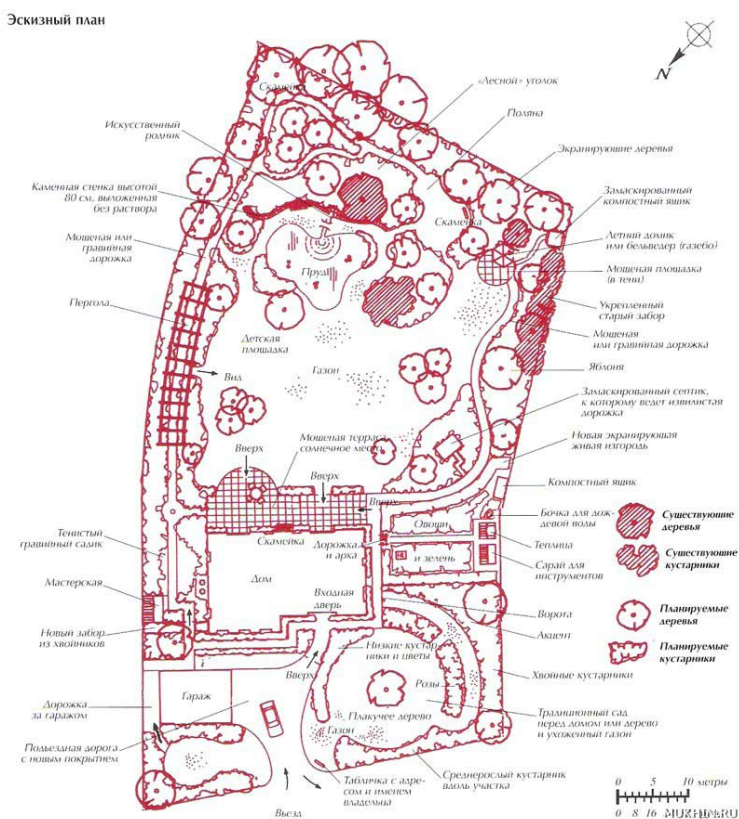 Эскизный план
N
Скамейка
«Лесной» уголок
Поляна
Искусственный
родник
Экранирующие деревья
Каменная стенка высотой
80 см, выложенная
без раствора
Замаскированный
компостный ящик
Скамейка
Летний домик
или бельведер (газебо)
Мощеная или
гравийная
дорожка
Пруд
Мощеная площадка
(в тени)
Пергола
Укрепленный
старый забор
Детская
площадка
Мощеная
или гравийная дорожка
Газон
Яблоня
Вид
Замаскированный септик,
к которому ведет извилистая
дорожка
Мощеная терраса,
солнечное место
Вверх
Новая экранирующая
живая изгородь
Вверх
Компостный ящик
Вверх
Овощи
Бочка для дож-
девой воды
Существующие
деревья
Тенистый
гравийный садик
Скамейка
Дорожка
и арка
и зелень
Теплица
Сарай для
инструментов
Существующие
кустарники
Дом
Мастерская
Входная
дверь
Ворота
Акцент
Планируемые
деревья
Новый забор
из хвойников
Низкие кустар
ники и цветы
Планируемые
кустарники
Вверх
Хвойные кустарники
Гараж
Розы
Дорожка
за гаражом
Плакучее дерево
Традиционный сад
перед домом или дерево
и ухоженный газон
Газон
Подъездная дорога
с новым покрытием
Табличка с адре-
сом и именем
владельца
Среднерослый кустарник
вдоль участка
Въезд
0 5 10 метры
0 8 16
MUKHIN.RU